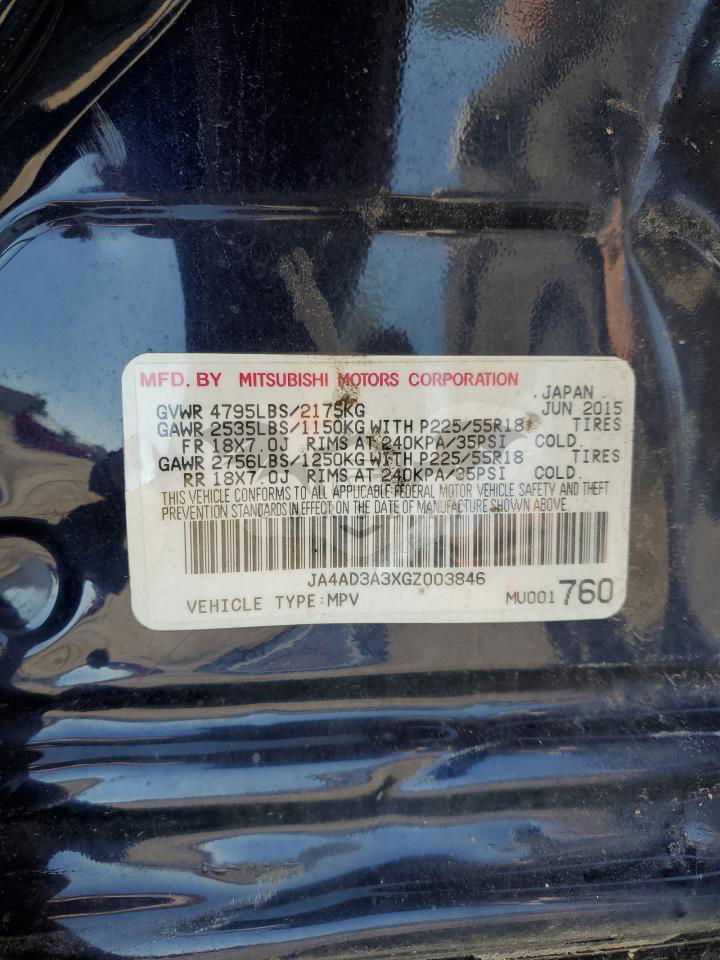 MFD. BY MITSUBISHI MOTORS CORPORATION
JAPAN
GVWR 4795LBS/2175KG JUN 2015
GAWR 2535LBS/1150KG WITH P225/55R18 TIRES
FR 18X7.0J RIMS AT 240KPA/35PSI COLD.
GAWR 2756LBS/1250KG WITH P225/55R18 TIRES
RR 18X7.0J RIMS AT 240KPA/35PSI COLD.
THIS VEHICLE CONFORMS TO ALL APPLICABLE FEDERAL MOTOR VEHICLE SAFETY AND THEFT
PREVENTION STANDARDS IN EFFECT ON THE DATE OF MANUFACTURE SHOWN ABOVE.
JA4AD3A3XGZ003846
VEHICLE TYPE:MPV MU001760